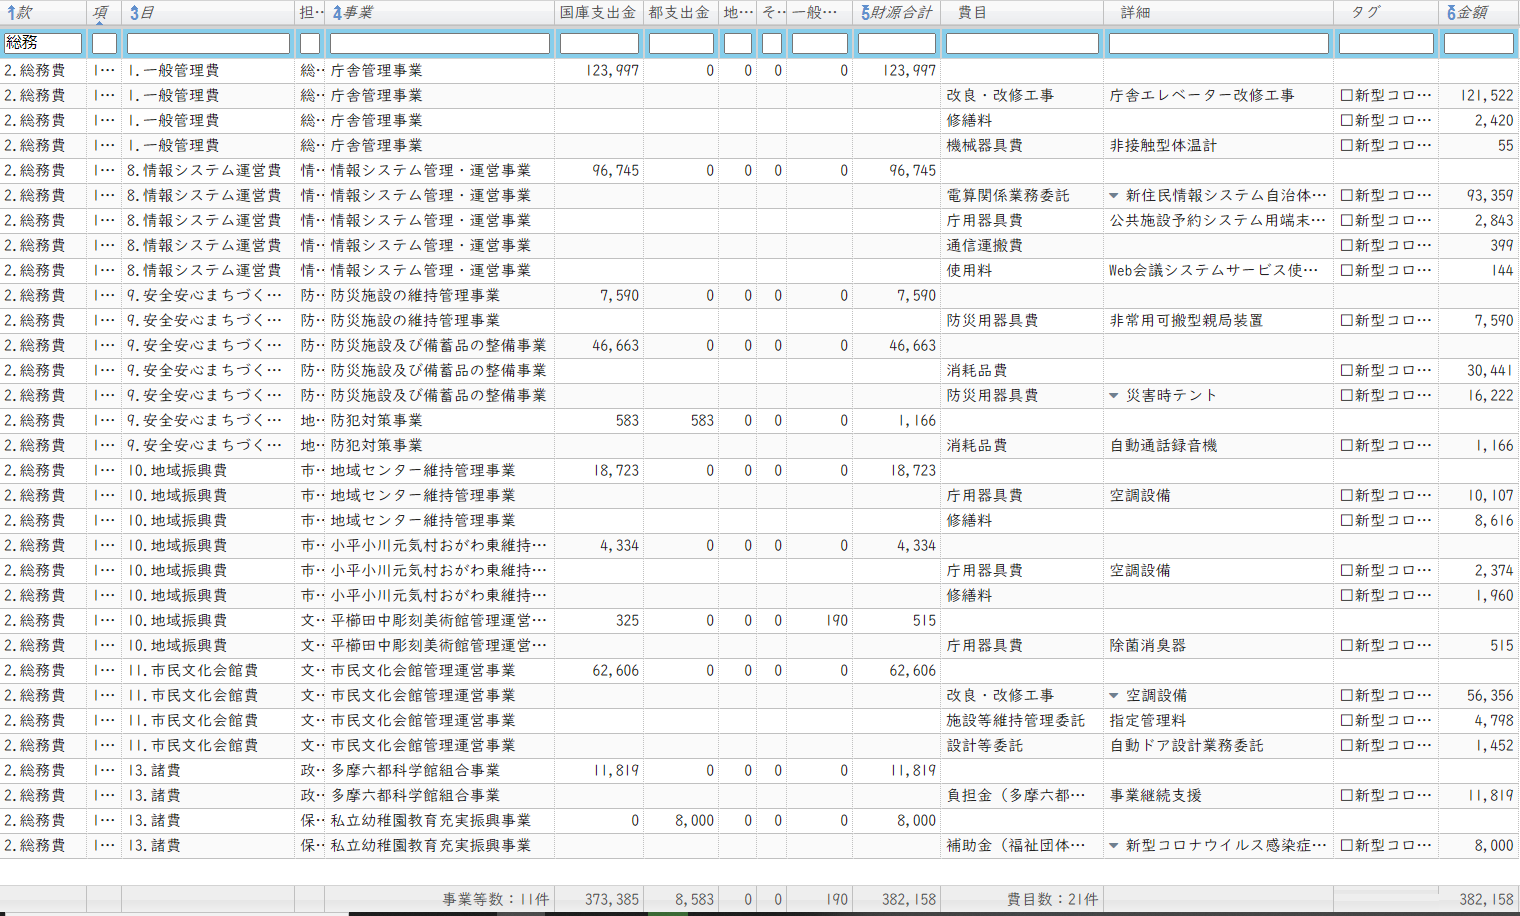 1款 項 3目 担‥ 4事業 国庫支出金 都支出金 地‥ そ‥ 一般… 5財源合計 費目 詳細 タグ 6金額
総務
2.総務費 1… 1.一般管理費 総‥ 庁舎管理事業 123,997 0 0 0 0 123,997
2.総務費 1… 1.一般管理費 総‥ 庁舎管理事業 改良・改修工事 庁舎エレベーター改修工事 □新型コロ… 121,522
2.総務費 1… 1.一般管理費 総‥ 庁舎管理事業 修繕料 □新型コロ… 2,420
2.総務費 1… 1.一般管理費 総‥ 庁舎管理事業 機械器具費 非接触型体温計 □新型コロ… 55
2.総務費 1… 8.情報システム運営費 情‥ 情報システム管理・運営事業 96,745 0 0 0 0 96,745
2.総務費 1… 8.情報システム運営費 情‥ 情報システム管理・運営事業 電算関係業務委託 新住民情報システム自治体… □新型コロ… 93,359
2.総務費 1… 8.情報システム運営費 情‥ 情報システム管理・運営事業 庁用器具費 公共施設予約システム用端末… □新型コロ… 2,843
2.総務費 1… 8.情報システム運営費 情‥ 情報システム管理・運営事業 通信運搬費 □新型コロ… 399
2.総務費 1… 8.情報システム運営費 情‥ 情報システム管理・運営事業 使用料 Web会議システムサービス使… □新型コロ… 144
2.総務費 1… 9.安全安心まちづく… 防‥ 防災施設の維持管理事業 7,590 0 0 0 0 7,590
2.総務費 1… 9.安全安心まちづく… 防‥ 防災施設の維持管理事業 防災用器具費 非常用可搬型親局装置 □新型コロ… 7,590
2.総務費 1… 9.安全安心まちづく… 防‥ 防災施設及び備蓄品の整備事業 46,663 0 0 0 0 46,663
2.総務費 1… 9.安全安心まちづく… 防‥ 防災施設及び備蓄品の整備事業 消耗品費 □新型コロ… 30,441
2.総務費 1… 9.安全安心まちづく… 防‥ 防災施設及び備蓄品の整備事業 防災用器具費 災害時テント □新型コロ… 16,222
2.総務費 1… 9.安全安心まちづく… 地‥ 防犯対策事業 583 583 0 0 0 1,166
2.総務費 1… 9.安全安心まちづく… 地‥ 防犯対策事業 消耗品費 自動通話録音機 □新型コロ… 1,166
2.総務費 1… 10.地域振興費 市‥ 地域センター維持管理事業 18,723 0 0 0 0 18,723
2.総務費 1… 10.地域振興費 市‥ 地域センター維持管理事業 庁用器具費 空調設備 □新型コロ… 10,107
2.総務費 1… 10.地域振興費 市‥ 地域センター維持管理事業 修繕料 □新型コロ… 8,616
2.総務費 1… 10.地域振興費 市‥ 小平小川元気村おがわ東維持… 4,334 0 0 0 0 4,334
2.総務費 1… 10.地域振興費 市‥ 小平小川元気村おがわ東維持… 庁用器具費 空調設備 □新型コロ… 2,374
2.総務費 1… 10.地域振興費 市‥ 小平小川元気村おがわ東維持… 修繕料 □新型コロ… 1,960
2.総務費 1… 10.地域振興費 文‥ 平櫛田中彫刻美術館管理運営… 325 0 0 0 190 515
2.総務費 1… 10.地域振興費 文‥ 平櫛田中彫刻美術館管理運営… 庁用器具費 除菌消臭器 □新型コロ… 515
2.総務費 1… 11.市民文化会館費 文‥ 市民文化会館管理運営事業 62,606 0 0 0 0 62,606
2.総務費 1… 11.市民文化会館費 文‥ 市民文化会館管理運営事業 改良・改修工事 空調設備 □新型コロ… 56,356
2.総務費 1… 11.市民文化会館費 文‥ 市民文化会館管理運営事業 施設等維持管理委託 指定管理料 □新型コロ… 4,798
2.総務費 1… 11.市民文化会館費 文‥ 市民文化会館管理運営事業 設計等委託 自動ドア設計業務委託 □新型コロ… 1,452
2.総務費 1… 13.諸費 政‥ 多摩六都科学館組合事業 11,819 0 0 0 0 11,819
2.総務費 1… 13.諸費 政‥ 多摩六都科学館組合事業 負担金（多摩六都… 事業継続支援 □新型コロ… 11,819
2.総務費 1… 13.諸費 保‥ 私立幼稚園教育充実振興事業 0 8,000 0 0 0 8,000
2.総務費 1… 13.諸費 保‥ 私立幼稚園教育充実振興事業 補助金（福祉団体… 新型コロナウイルス感染症… □新型コロ… 8,000
事業等数：11件 373,385 8,583 0 0 190 382,158 費目数：21件 382,158